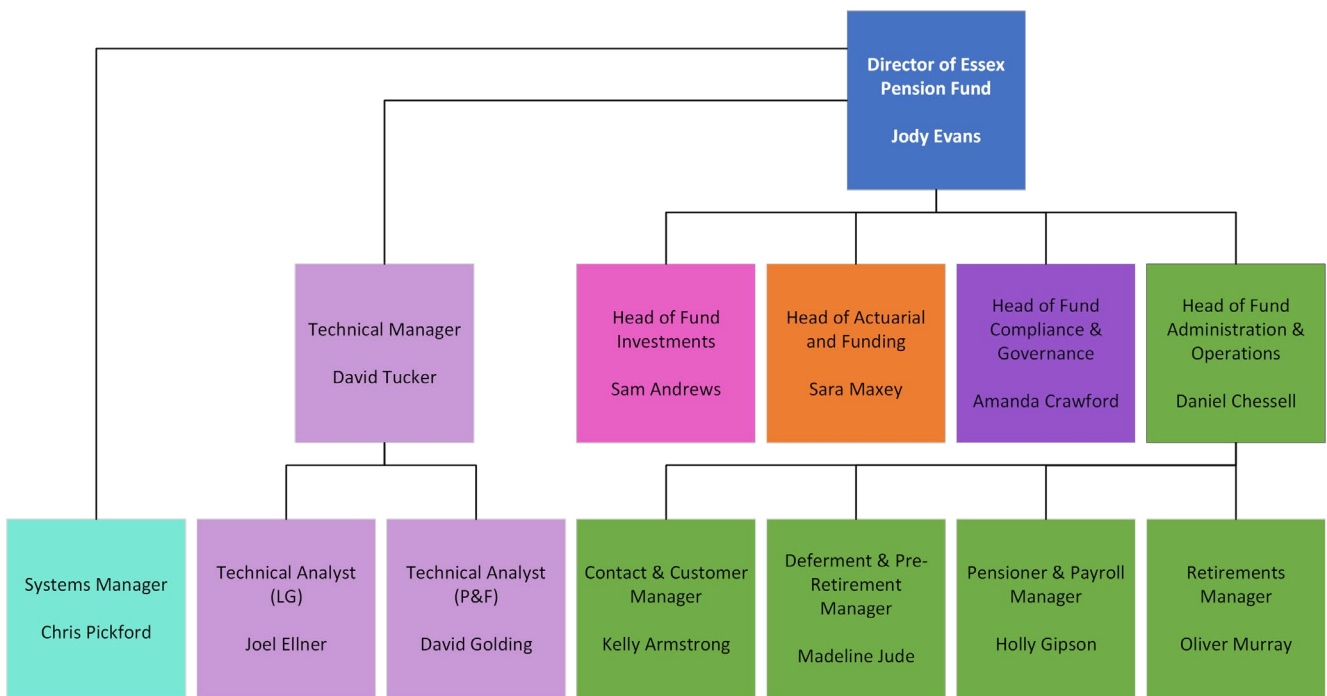 Director of Essex
Pension Fund
Jody Evans
Technical Manager
David Tucker
Head of Fund
Investments
Sam Andrews
Head of Actuarial
and Funding
Sara Maxey
Head of Fund
Compliance &
Governance
Amanda Crawford
Head of Fund
Administration &
Operations
Daniel Chessell
Systems Manager
Chris Pickford
Technical Analyst
(LG)
Joel Ellner
Technical Analyst
(P&F)
David Golding
Contact & Customer
Manager
Kelly Armstrong
Deferment & Pre-
Retirement
Manager
Madeline Jude
Pensioner & Payroll
Manager
Holly Gipson
Retirements
Manager
Oliver Murray